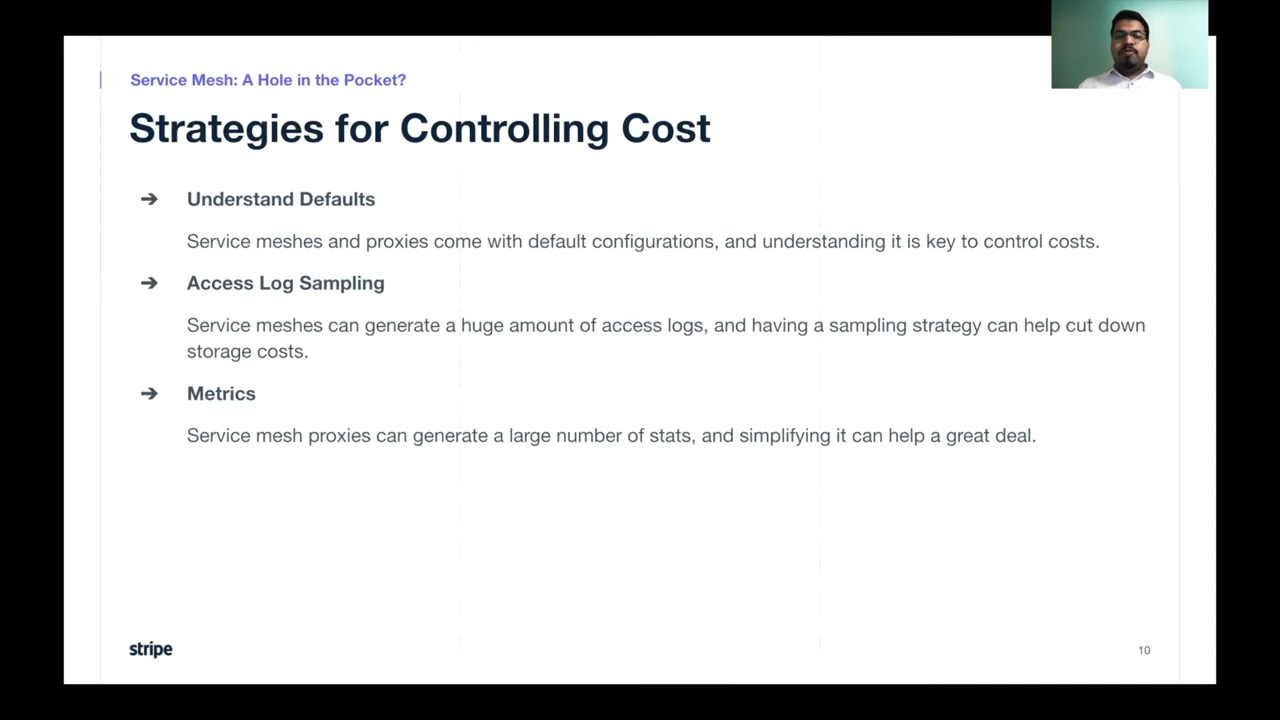 Service Mesh: A Hole in the Pocket?
Strategies for Controlling Cost
➔ Understand Defaults
Service meshes and proxies come with default configurations, and understanding it is key to control costs.
➔ Access Log Sampling
Service meshes can generate a huge amount of access logs, and having a sampling strategy can help cut down
storage costs.
➔ Metrics
Service mesh proxies can generate a large number of stats, and simplifying it can help a great deal.
stripe
10